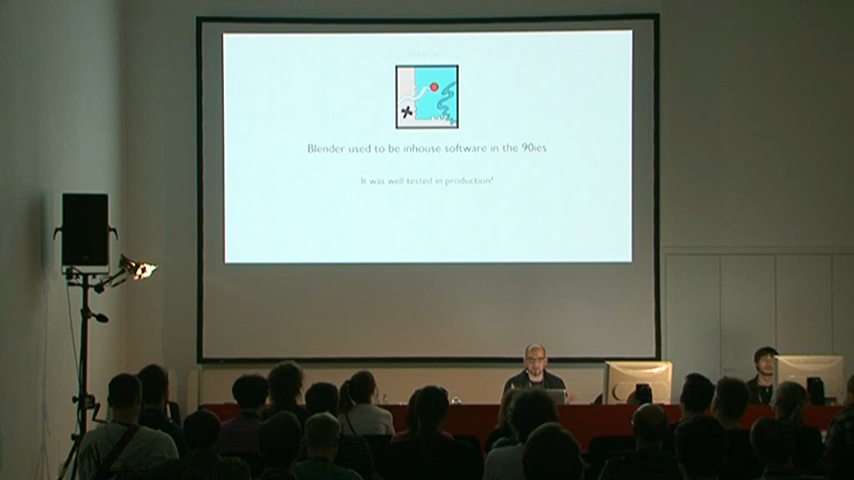 Blender used to be inhouse software in the 90ies
It was well tested in production!